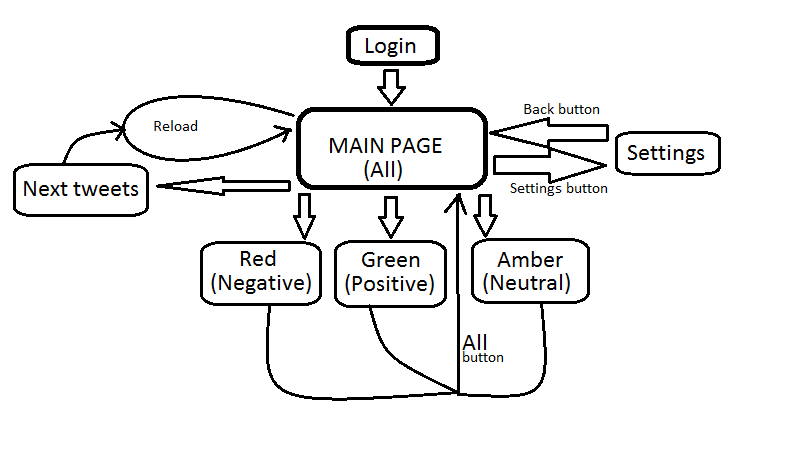 Login
Back button
Reload
MAIN PAGE
(All)
Settings
Next tweets
Settings button
Red
(Negative)
Green
(Positive)
Amber
(Neutral)
All
button